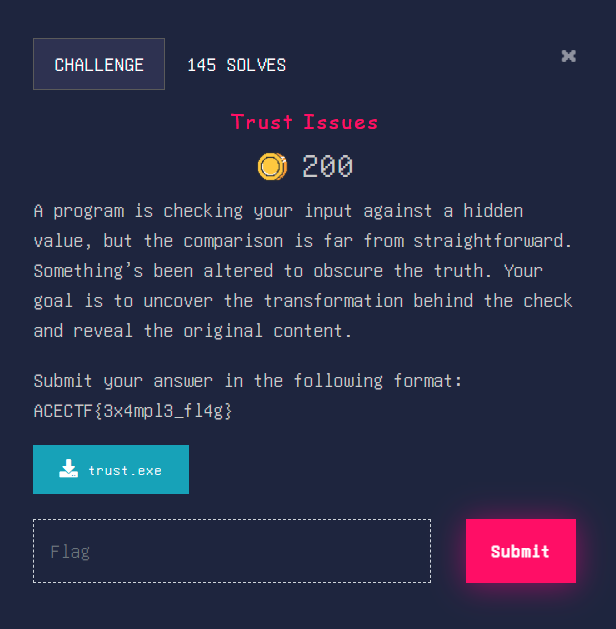 CHALLENGE 145 SOLVES
Trust Issues
200
A program is checking your input against a hidden
value, but the comparison is far from straightforward.
Something's been altered to obscure the truth. Your
goal is to uncover the transformation behind the check
and reveal the original content.
Submit your answer in the following format:
ACECTF{3x4mpl3_fl4g}
trust.exe
Flag
Submit